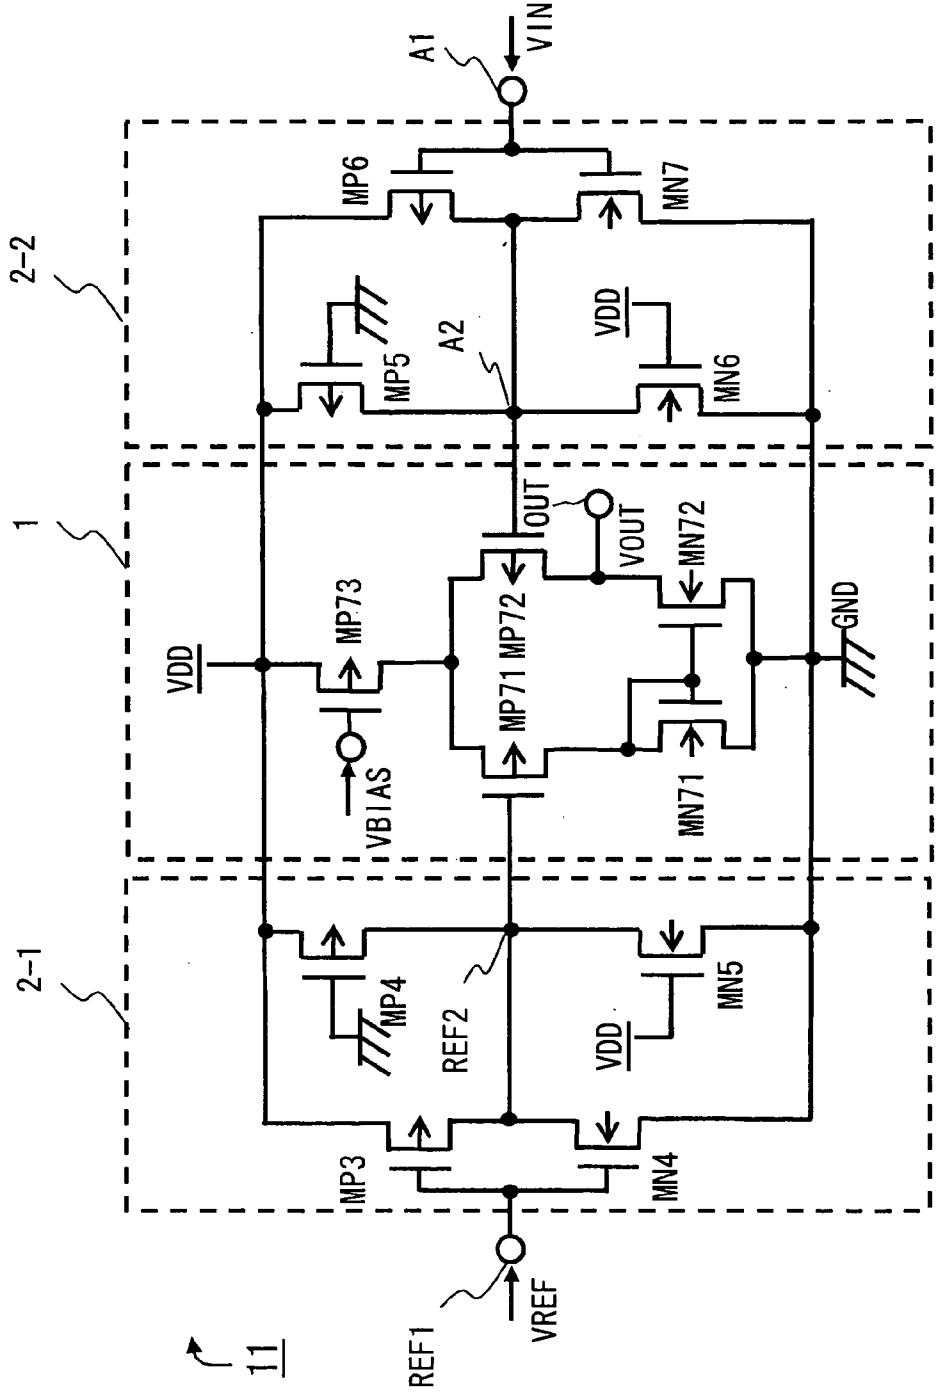 11
2-1
1
2-2
VDD
MP3
MP4
VBIAS
MP73
MP5
MP6
REF1
VREF
REF2
MP71
MP72
OUT
A2
A1
VIN
MN4
VDD
MN5
MN71
VOUT
MN72
VDD
MN6
MN7
GND